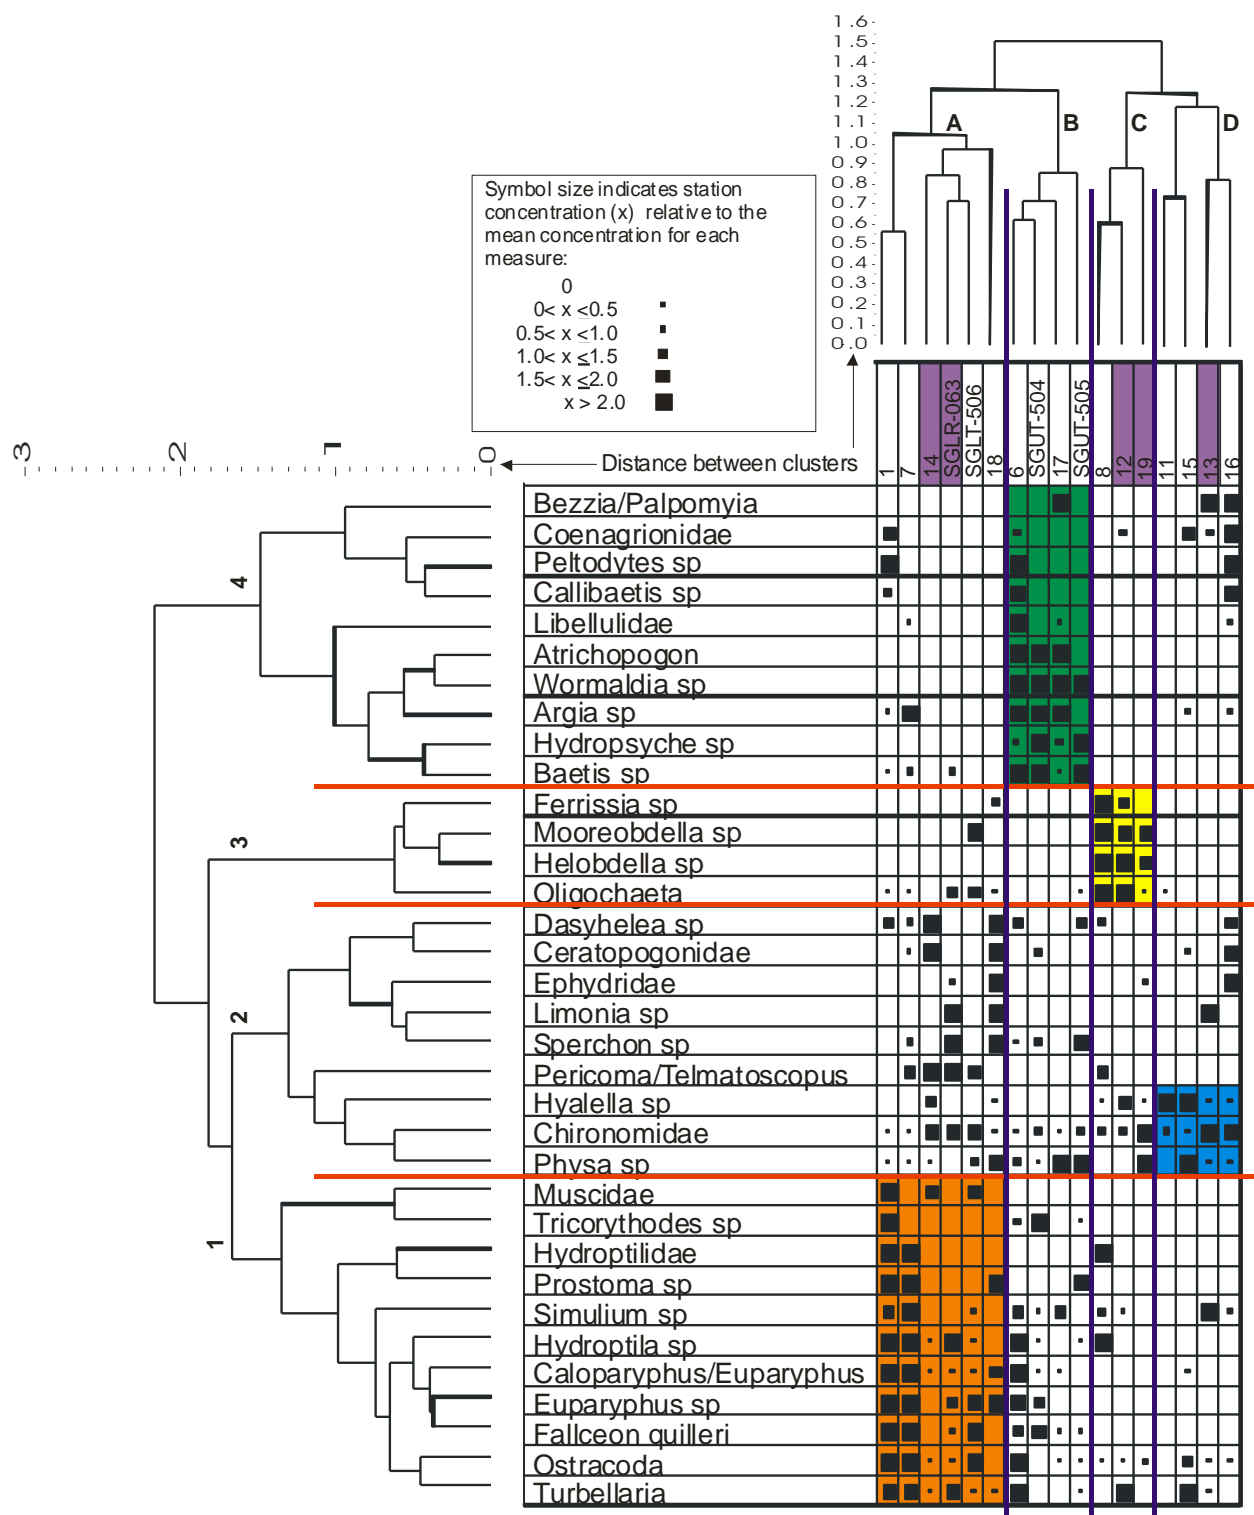 1.6
1.5
1.4
1.3
1.2
1.1
1.0
0.9
0.8
0.7
0.6
0.5
0.4
0.3
0.2
0.1
0.0
A
B
C
D
Symbol size indicates station
concentration (x) relative to the
mean concentration for each
measure:
0
0< x ≤0.5
0.5< x ≤1.0
1.0< x ≤1.5
1.5< x ≤2.0
x > 2.0
3
2
1
0
Distance between clusters
1
7
14
SGLR-063
SGLT-506
18
6
SGUT-504
17
SGUT-505
8
12
19
11
15
13
16
4
3
2
1
Bezzia/Palpomyia
Coenagrionidae
Peltodytes sp
Callibaetis sp
Libellulidae
Atrichopogon
Wormaldia sp
Argia sp
Hydropsyche sp
Baetis sp
Ferrissia sp
Mooreobdella sp
Helobdella sp
Oligochaeta
Dasyhelea sp
Ceratopogonidae
Ephydridae
Limonia sp
Sperchon sp
Pericoma/Telmatoscopus
Hyalella sp
Chironomidae
Physa sp
Muscidae
Tricorythodes sp
Hydroptilidae
Prostoma sp
Simulium sp
Hydroptila sp
Caloparyphus/Euparyphus
Euparyphus sp
Fallceon quilleri
Ostracoda
Turbellaria